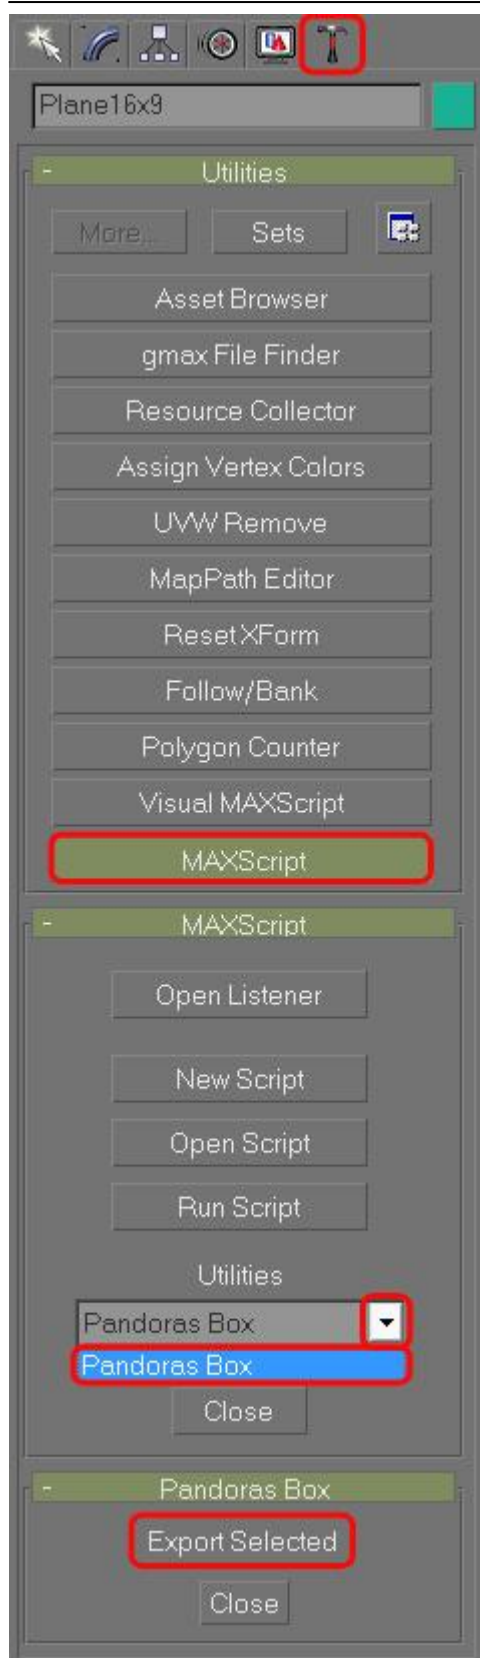 Plane16x9
- Utilities
More... Sets
Asset Browser
gmax File Finder
Resource Collector
Assign Vertex Colors
UVW Remove
MapPath Editor
Reset XForm
Follow/Bank
Polygon Counter
Visual MAXScript
MAXScript
- MAXScript
Open Listener
New Script
Open Script
Run Script
Utilities
Pandoras Box
Pandoras Box
Close
- Pandoras Box
Export Selected
Close